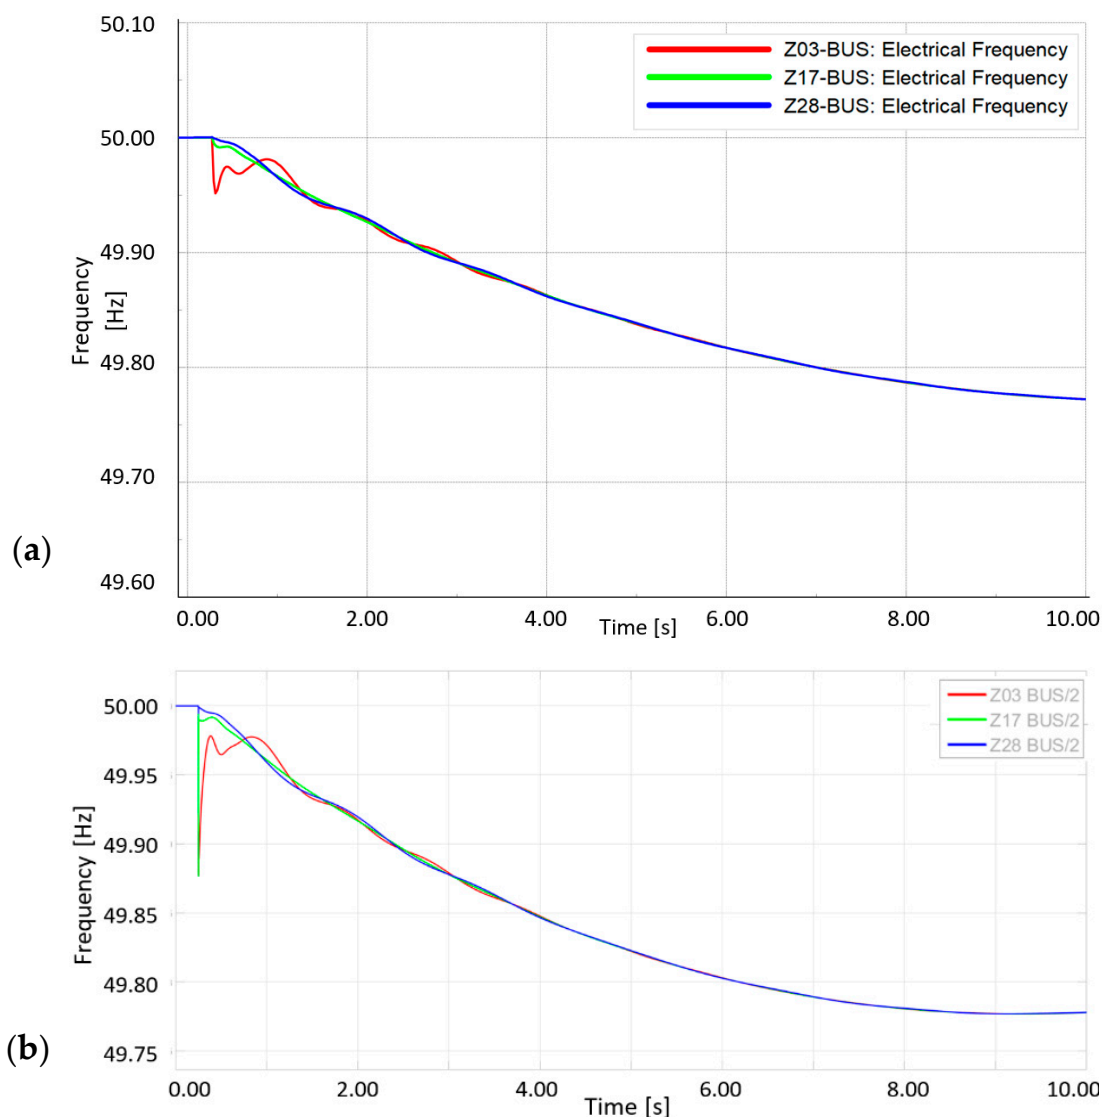 50.10
Z03-BUS: Electrical Frequency
Z17-BUS: Electrical Frequency
Z28-BUS: Electrical Frequency
50.00
49.90
Frequency
[Hz]
49.80
49.70
(a)
49.60
0.00 2.00 4.00 6.00 8.00 10.00
Time [s]
50.00
Z03 BUS/2
Z17 BUS/2
Z28 BUS/2
49.95
49.90
Frequency [Hz]
49.85
49.80
(b)
49.75
0.00 2.00 4.00 6.00 8.00 10.00
Time [s]